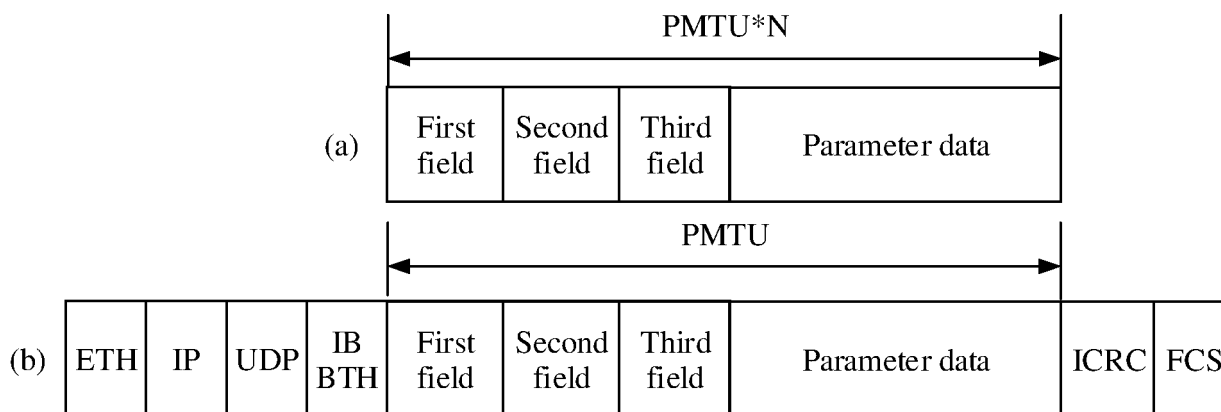 PMTU*N
(a)
First field
Second field
Third field
Parameter data
PMTU
(b)
ETH
IP
UDP
IB BTH
First field
Second field
Third field
Parameter data
ICRC
FCS